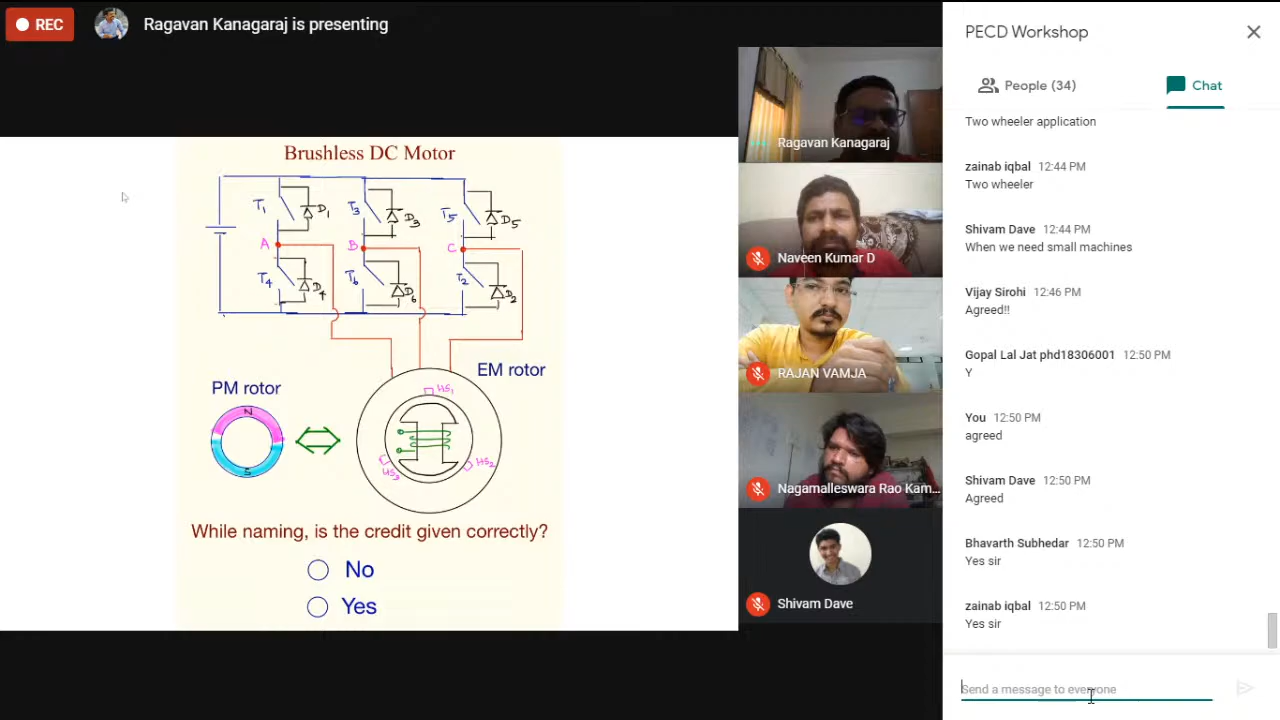 REC
Ragavan Kanagaraj is presenting
Brushless DC Motor
T1 D1 T3 D3 T5 D5
A B C
T4 D4 T6 D6 T2 D2
EM rotor
PM rotor
HS1
N
HS2
HS3
S
While naming, is the credit given correctly?
No
Yes
Ragavan Kanagaraj
Naveen Kumar D
RAJAN VAMJA
Nagamalleswara Rao Kam...
Shivam Dave
PECD Workshop
People (34)
Chat
Two wheeler application
zainab iqbal 12:44 PM
Two wheeler
Shivam Dave 12:44 PM
When we need small machines
Vijay Sirohi 12:46 PM
Agreed!!
Gopal Lal Jat phd18306001 12:50 PM
Y
You 12:50 PM
agreed
Shivam Dave 12:50 PM
Agreed
Bhavarth Subhedar 12:50 PM
Yes sir
zainab iqbal 12:50 PM
Yes sir
Send a message to everyone